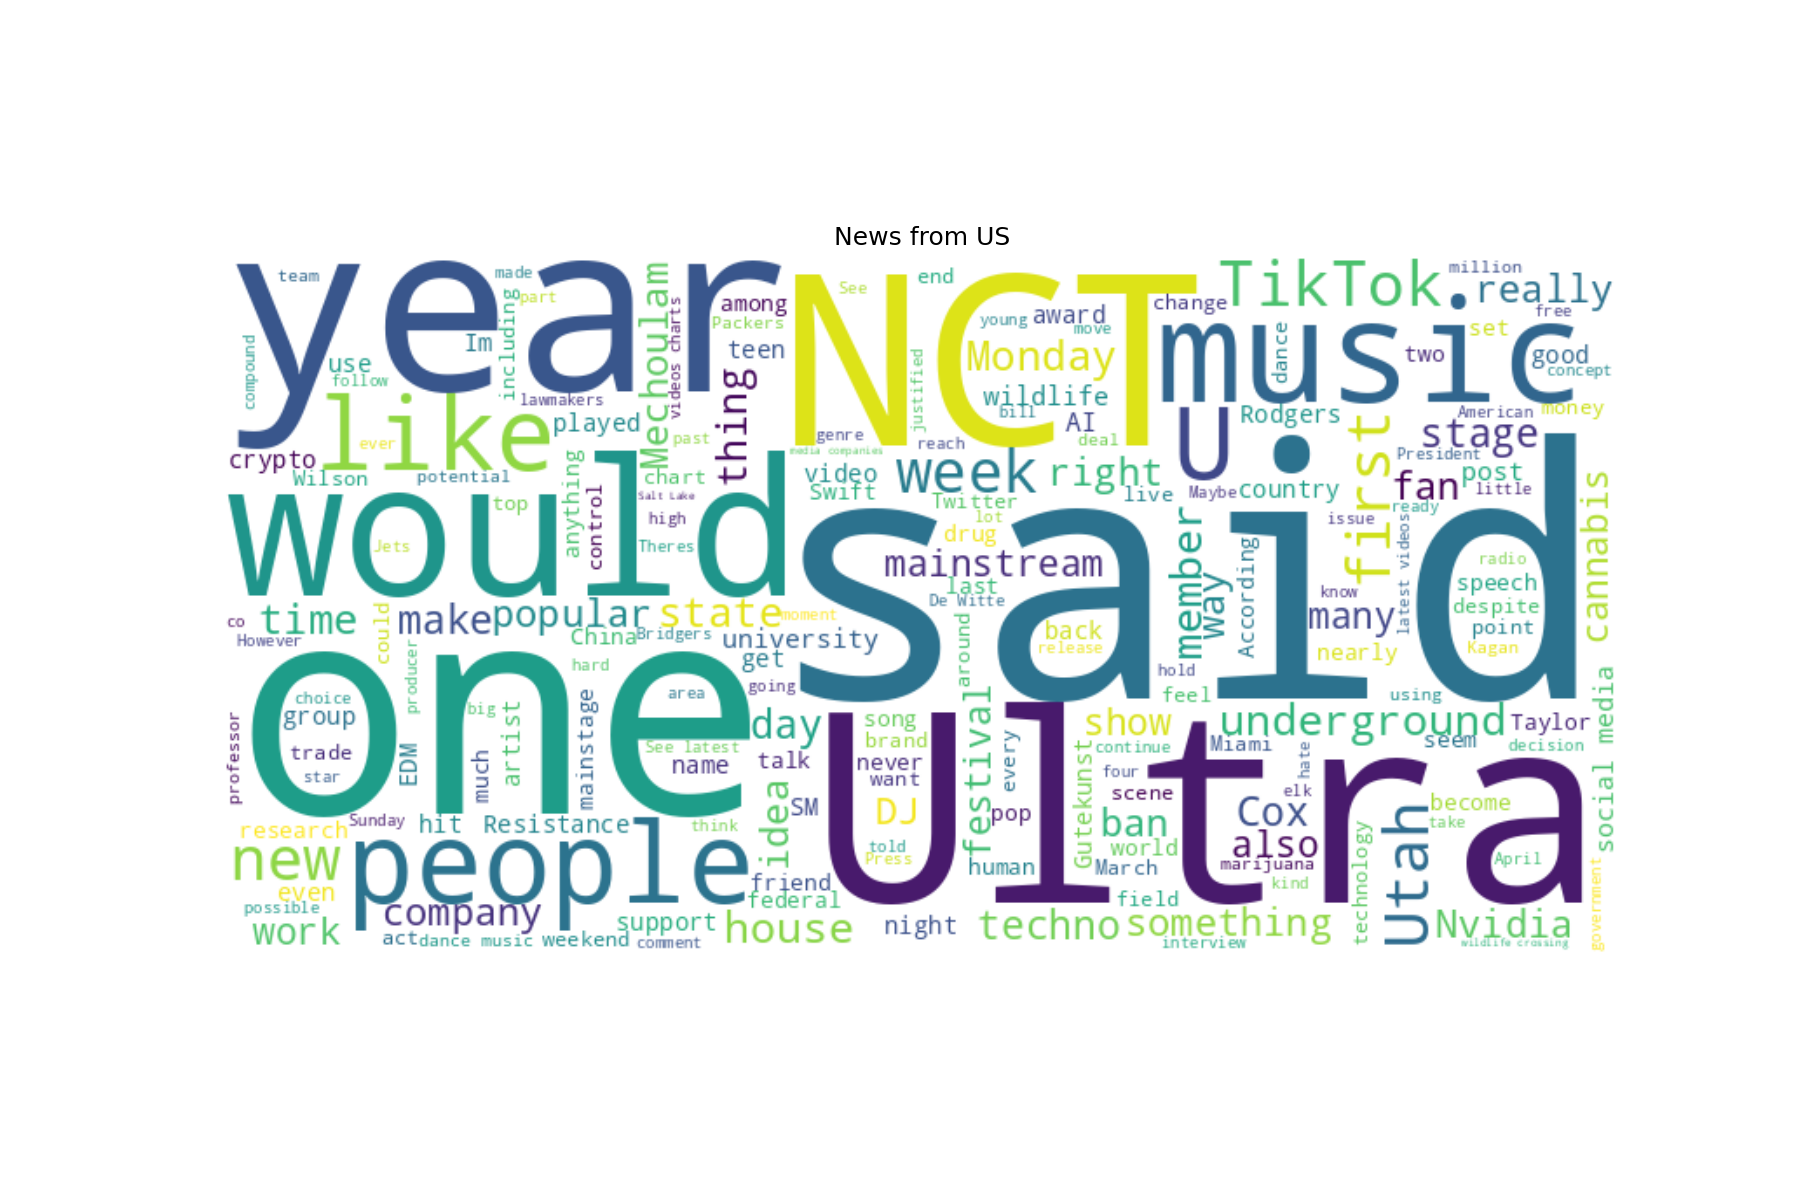 News from US
year
NCT
TikTok
million
really
team
made
part
See
end
change
free
among
Packers
young
award
move
music
set
Mechoulam
including
videos charts
compound
Im
use
follow
teen
justified
Monday
dance
two
good
concept
lawmakers
wildlife
like
ever
played
thing
genre
bill
AI
U
Rodgers
first
American
money
stage
past
reach
deal
media companies
President
crypto
Wilson
potential
anything
chart
video
Swift
week
right
live
Maybe
country
fan
post
little
cannabis
would
top
control
Salt Lake
high
Twitter
lot
drug
said
issue
ready
latest videos
Jets
Theres
mainstream
last
De Witte
member
way
According
know
many
radio
speech
despite
point
Kagan
co
time
However
could
make
popular
state
moment
China
Bridgers
university
get
around
back
release
nearly
hard
producer
one
choice
group
trade
star
professor
EDM
big
much
artist
mainstage
area
See latest
name
going
day
talk
hold
feel
using
social media
song
brand
never
want
festival
every
show
continue
underground
Miami
Taylor
seem
decision
Ultra
Gutekunst
four
scene
hate
elk
Cox
become
take
research
Sunday
hit
Resistance
think
idea
SM
DJ
pop
ban
world
also
marijuana
Utah
new
people
told
Press
human
March
kind
technology
April
government
even
possible
company
friend
federal
field
work
act
dance music
weekend
support
comment
house
night
techno
something
interview
Nvidia
wildlife crossing